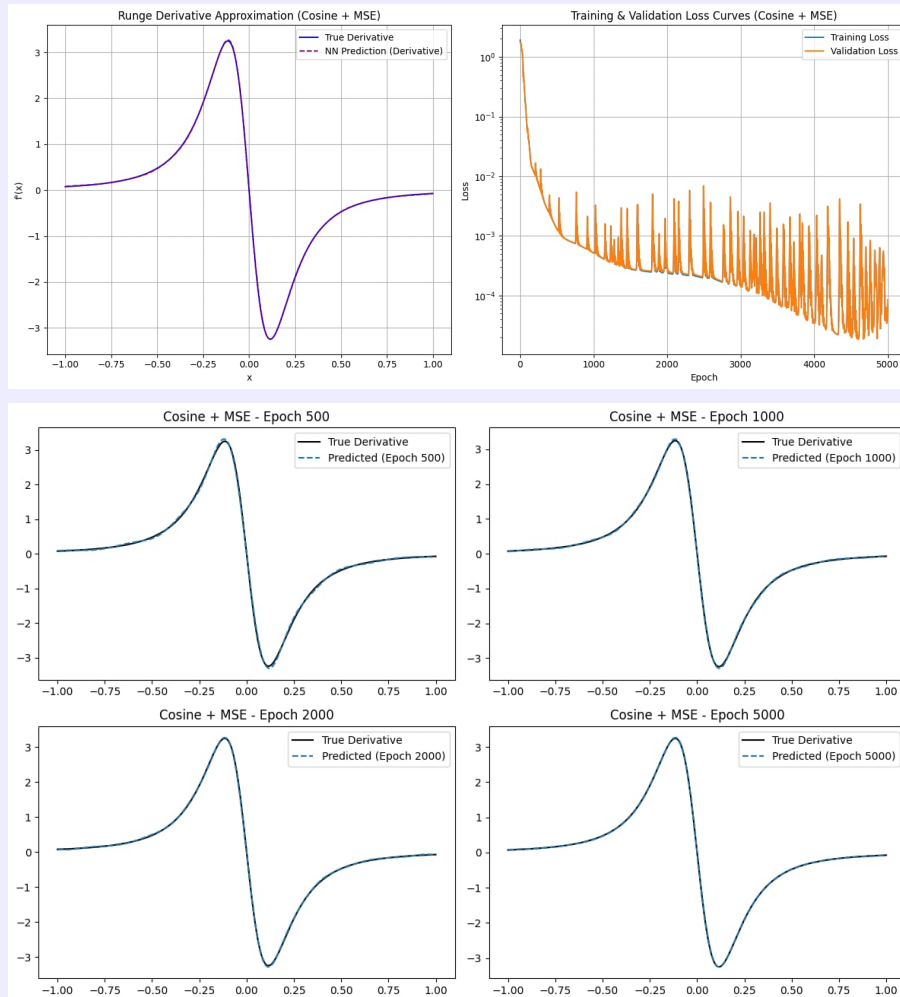 Runge Derivative Approximation (Cosine + MSE)
True Derivative
NN Prediction (Derivative)
f'(x)
3
2
1
0
−1
−2
−3
−1.00 −0.75 −0.50 −0.25 0.00 0.25 0.50 0.75 1.00
x
Training & Validation Loss Curves (Cosine + MSE)
Training Loss
Validation Loss
Loss
10⁰
10⁻¹
10⁻²
10⁻³
10⁻⁴
0 1000 2000 3000 4000 5000
Epoch
Cosine + MSE - Epoch 500
True Derivative
Predicted (Epoch 500)
3
2
1
0
−1
−2
−3
−1.00 −0.75 −0.50 −0.25 0.00 0.25 0.50 0.75 1.00
Cosine + MSE - Epoch 1000
True Derivative
Predicted (Epoch 1000)
3
2
1
0
−1
−2
−3
−1.00 −0.75 −0.50 −0.25 0.00 0.25 0.50 0.75 1.00
Cosine + MSE - Epoch 2000
True Derivative
Predicted (Epoch 2000)
3
2
1
0
−1
−2
−3
−1.00 −0.75 −0.50 −0.25 0.00 0.25 0.50 0.75 1.00
Cosine + MSE - Epoch 5000
True Derivative
Predicted (Epoch 5000)
3
2
1
0
−1
−2
−3
−1.00 −0.75 −0.50 −0.25 0.00 0.25 0.50 0.75 1.00